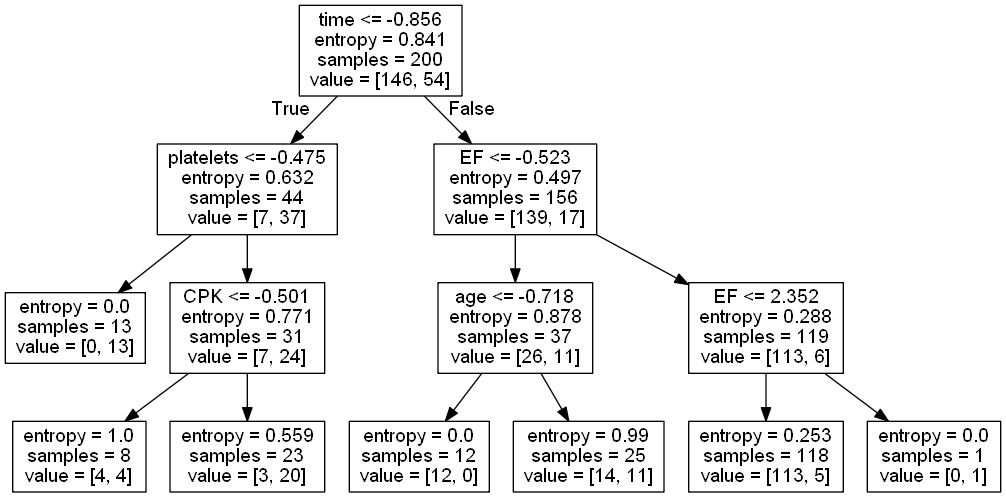 time <= -0.856
entropy = 0.841
samples = 200
value = [146, 54]
True
False
platelets <= -0.475
entropy = 0.632
samples = 44
value = [7, 37]
EF <= -0.523
entropy = 0.497
samples = 156
value = [139, 17]
entropy = 0.0
samples = 13
value = [0, 13]
CPK <= -0.501
entropy = 0.771
samples = 31
value = [7, 24]
age <= -0.718
entropy = 0.878
samples = 37
value = [26, 11]
EF <= 2.352
entropy = 0.288
samples = 119
value = [113, 6]
entropy = 1.0
samples = 8
value = [4, 4]
entropy = 0.559
samples = 23
value = [3, 20]
entropy = 0.0
samples = 12
value = [12, 0]
entropy = 0.99
samples = 25
value = [14, 11]
entropy = 0.253
samples = 118
value = [113, 5]
entropy = 0.0
samples = 1
value = [0, 1]